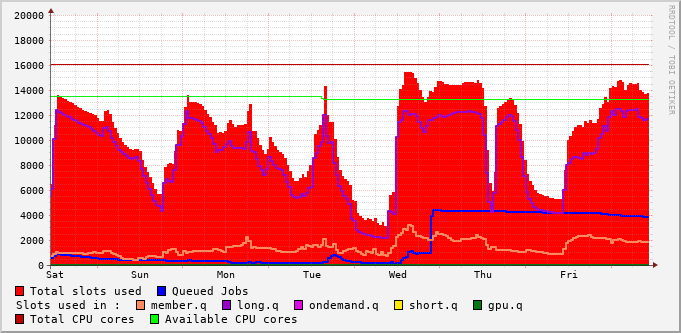 RRDTOOL / TOBI OETIKER
20000
18000
16000
14000
12000
10000
8000
6000
4000
2000
0
Sat Sun Mon Tue Wed Thu Fri
Total slots used Queued Jobs
Slots used in : member.q long.q ondemand.q short.q gpu.q
Total CPU cores Available CPU cores